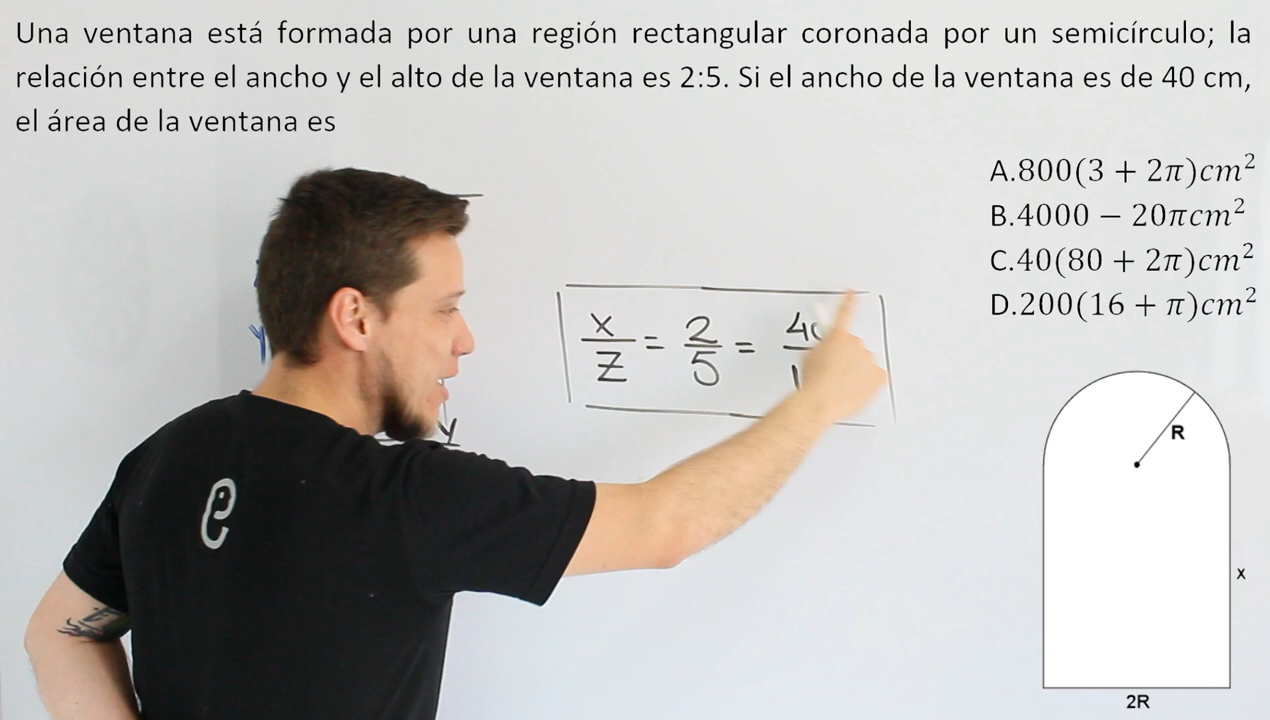 Una ventana está formada por una región rectangular coronada por un semicírculo; la
relación entre el ancho y el alto de la ventana es 2:5. Si el ancho de la ventana es de 40 cm,
el área de la ventana es
A.800(3 + 2π)cm²
B.4000 − 20πcm²
C.40(80 + 2π)cm²
D.200(16 + π)cm²
x/z = 2/5 =
y
R
x
2R